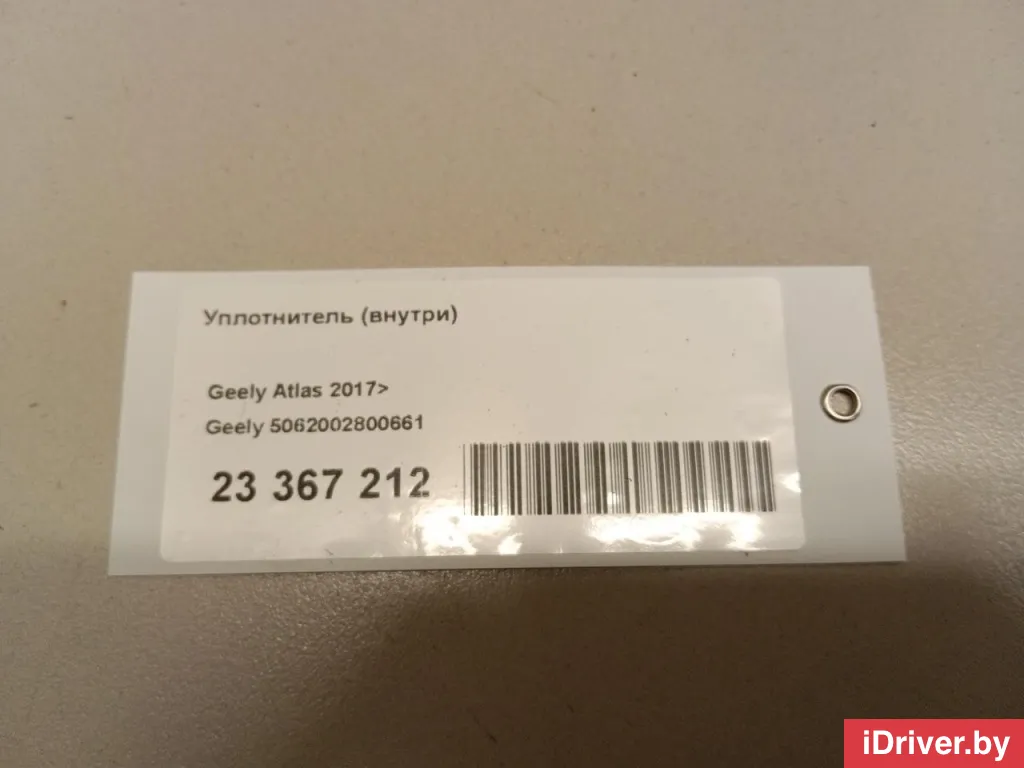 Уплотнитель (внутри)
Geely Atlas 2017>
Geely 5062002800661
23 367 212
iDriver.by